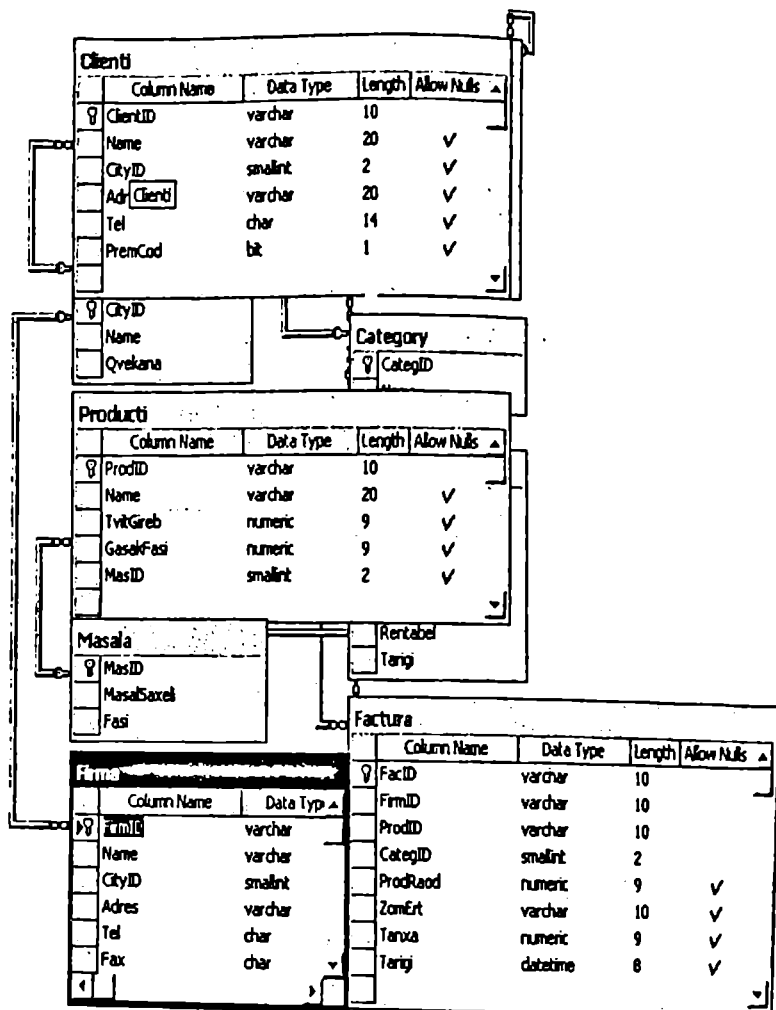 Clienti
Column Name Data Type Length Allow Nulls
ClientID varchar 10
Name varchar 20 ✓
CityID smallint 2 ✓
Adr Clienti varchar 20 ✓
Tel char 14 ✓
PremCod bit 1 ✓
CityID
Name
Qvekana
Category
CategID
Producti
Column Name Data Type Length Allow Nulls
ProdID varchar 10
Name varchar 20 ✓
TvitGireb numeric 9 ✓
GasakFasi numeric 9 ✓
MasID smallint 2 ✓
Rentabel
Tarigi
Masala
MasID
MasalSaxeli
Fasi
Factura
Column Name Data Type Length Allow Nulls
FacID varchar 10
FirmID varchar 10
ProdID varchar 10
CategID smallint 2
ProdRaod numeric 9 ✓
ZomErt varchar 10 ✓
Tanxa numeric 9 ✓
Tarigi datetime 8 ✓
Column Name Data Typ
FirmID varchar
Name varchar
CityID smallint
Adres varchar
Tel char
Fax char